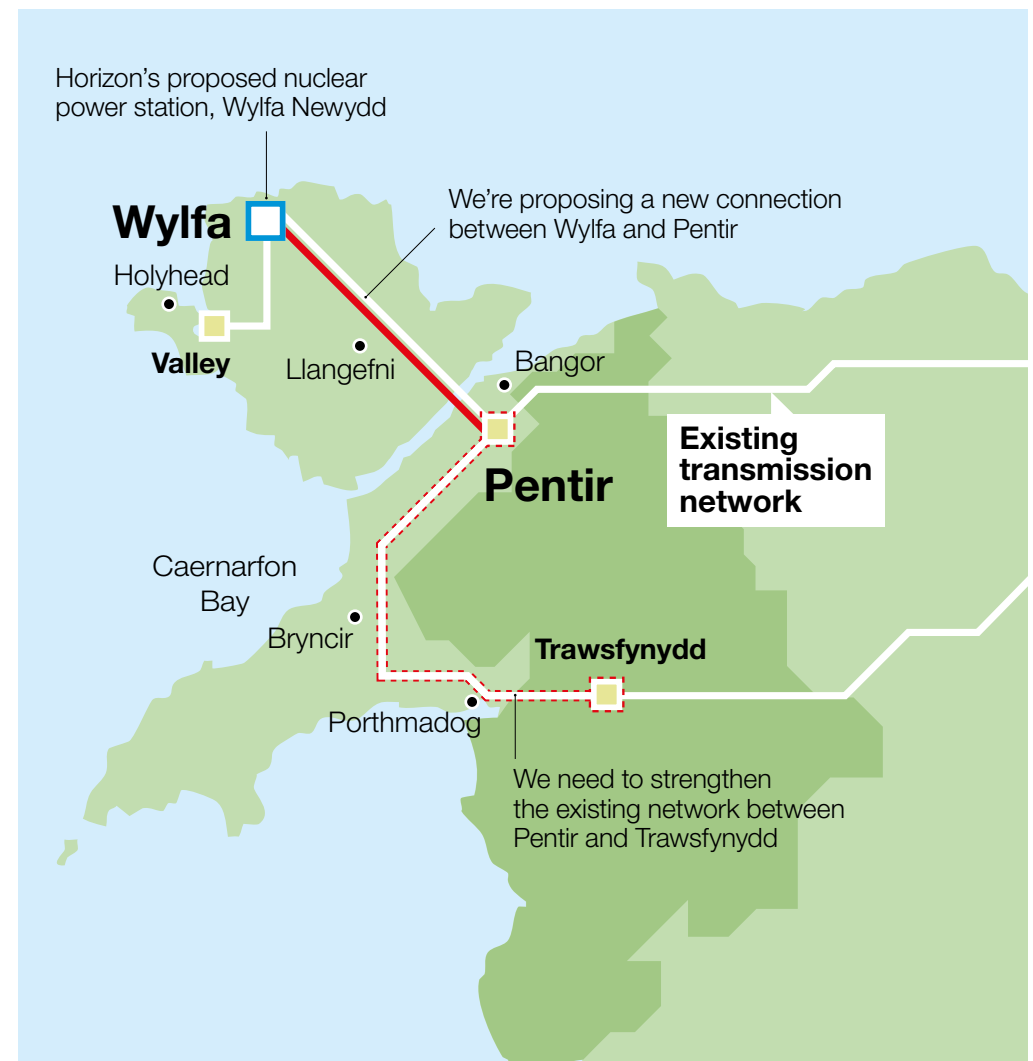 Horizon’s proposed nuclear
power station, Wylfa Newydd
We’re proposing a new connection
between Wylfa and Pentir
Wylfa
Holyhead
Valley
Llangefni
Bangor
Existing
transmission
network
Pentir
Caernarfon
Bay
Bryncir
Trawsfynydd
Porthmadog
We need to strengthen
the existing network between
Pentir and Trawsfynydd